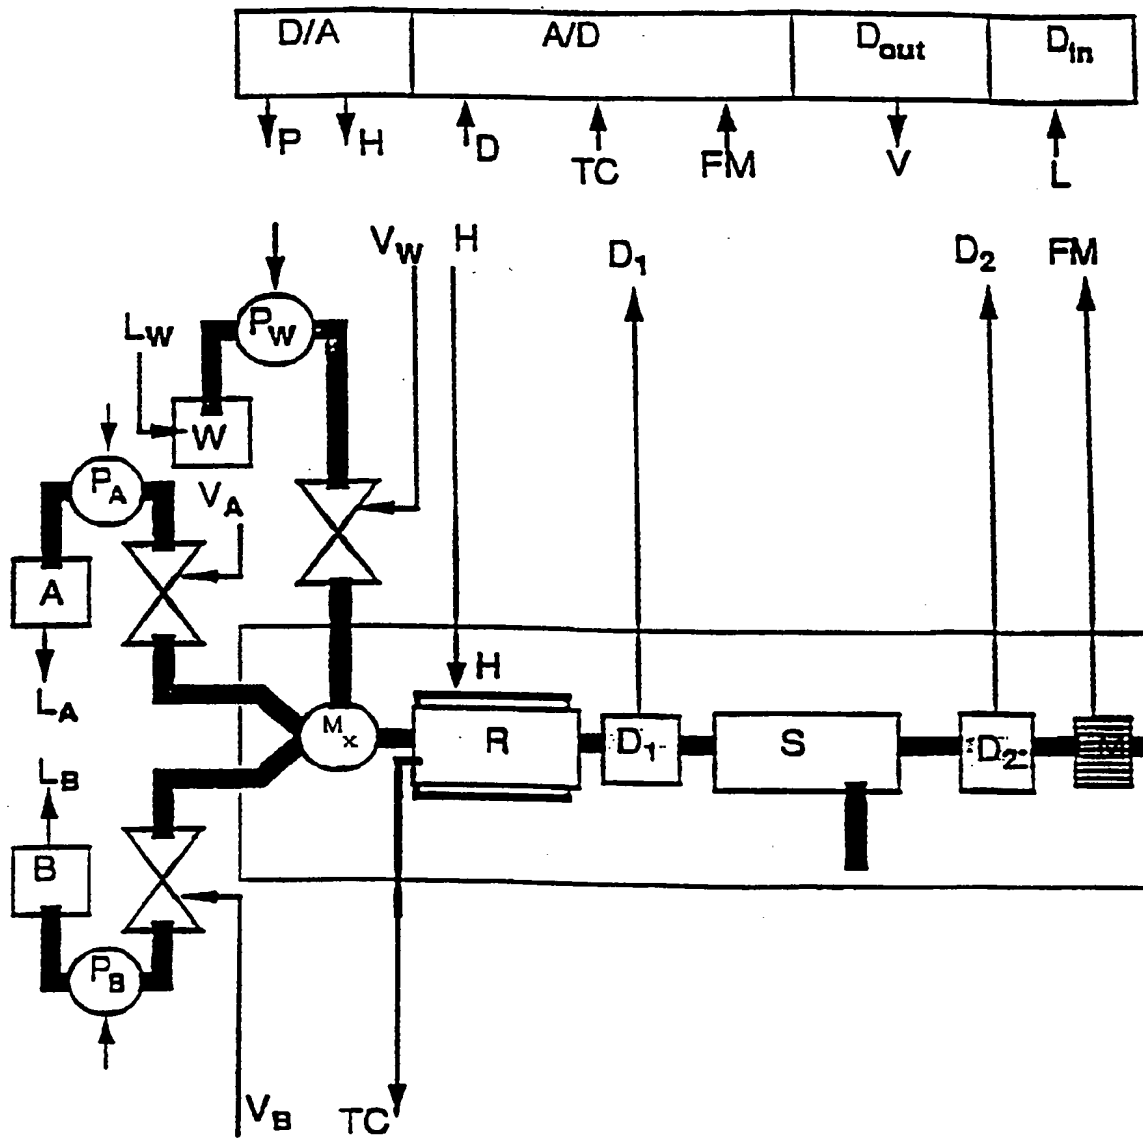 D/A A/D Dout Din
P H D TC FM V L
VW H D1 D2 FM
PW
LW
W
PA
VA
A
LA
H
Mx R D1 S D2 M
LB
B
PB
VB TC